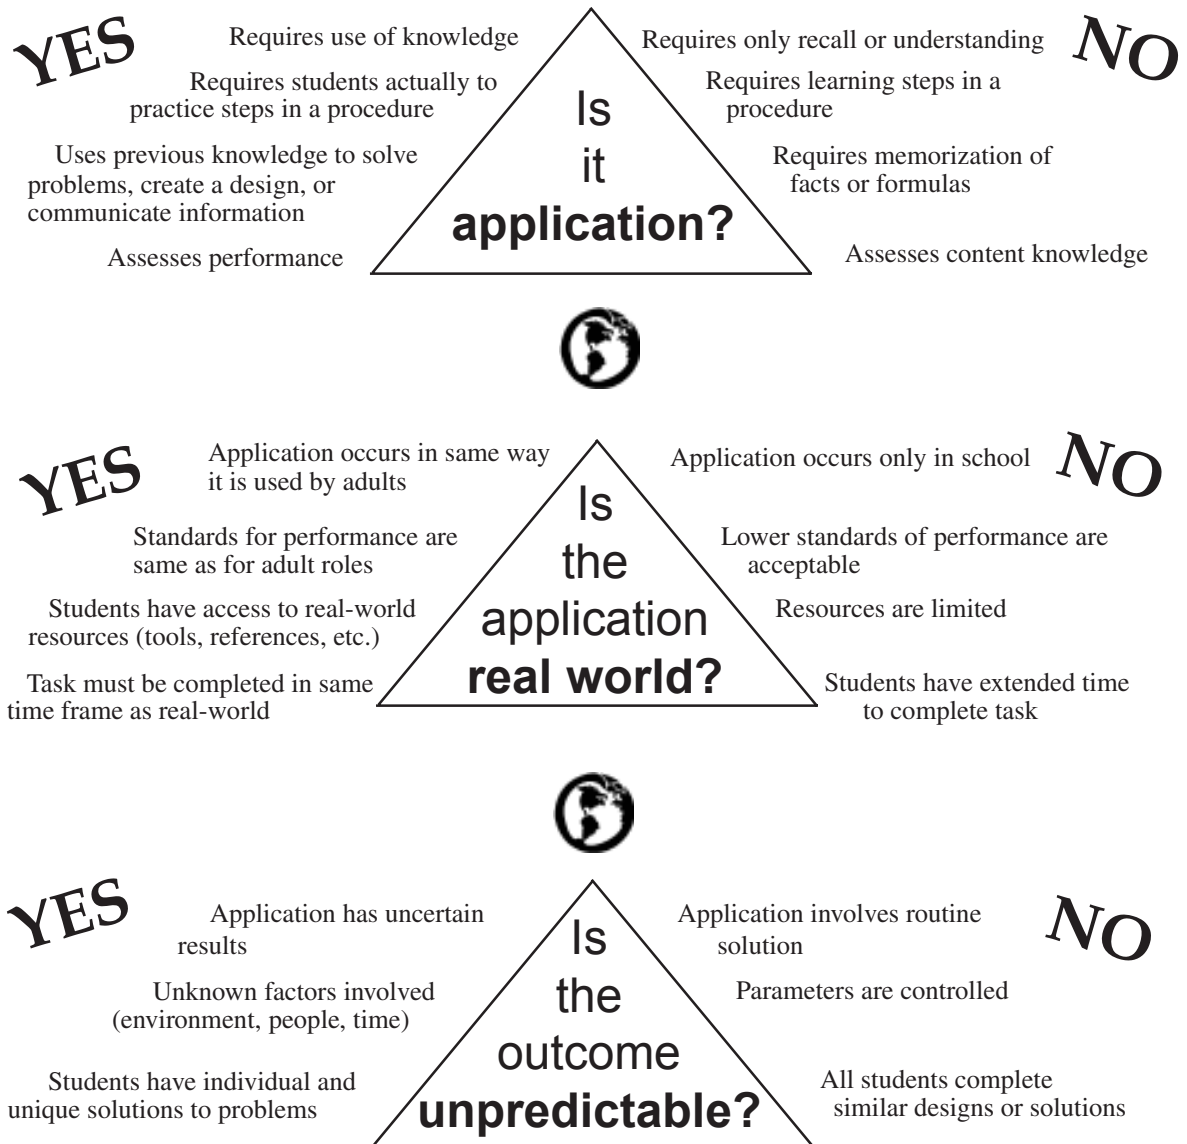 YES
Requires use of knowledge
Requires students actually to
practice steps in a procedure
Uses previous knowledge to solve
problems, create a design, or
communicate information
Assesses performance
Is
it
application?
NO
Requires only recall or understanding
Requires learning steps in a
procedure
Requires memorization of
facts or formulas
Assesses content knowledge
YES
Application occurs in same way
it is used by adults
Standards for performance are
same as for adult roles
Students have access to real-world
resources (tools, references, etc.)
Task must be completed in same
time frame as real-world
Is
the
application
real world?
NO
Application occurs only in school
Lower standards of performance are
acceptable
Resources are limited
Students have extended time
to complete task
YES
Application has uncertain
results
Unknown factors involved
(environment, people, time)
Students have individual and
unique solutions to problems
Is
the
outcome
unpredictable?
NO
Application involves routine
solution
Parameters are controlled
All students complete
similar designs or solutions